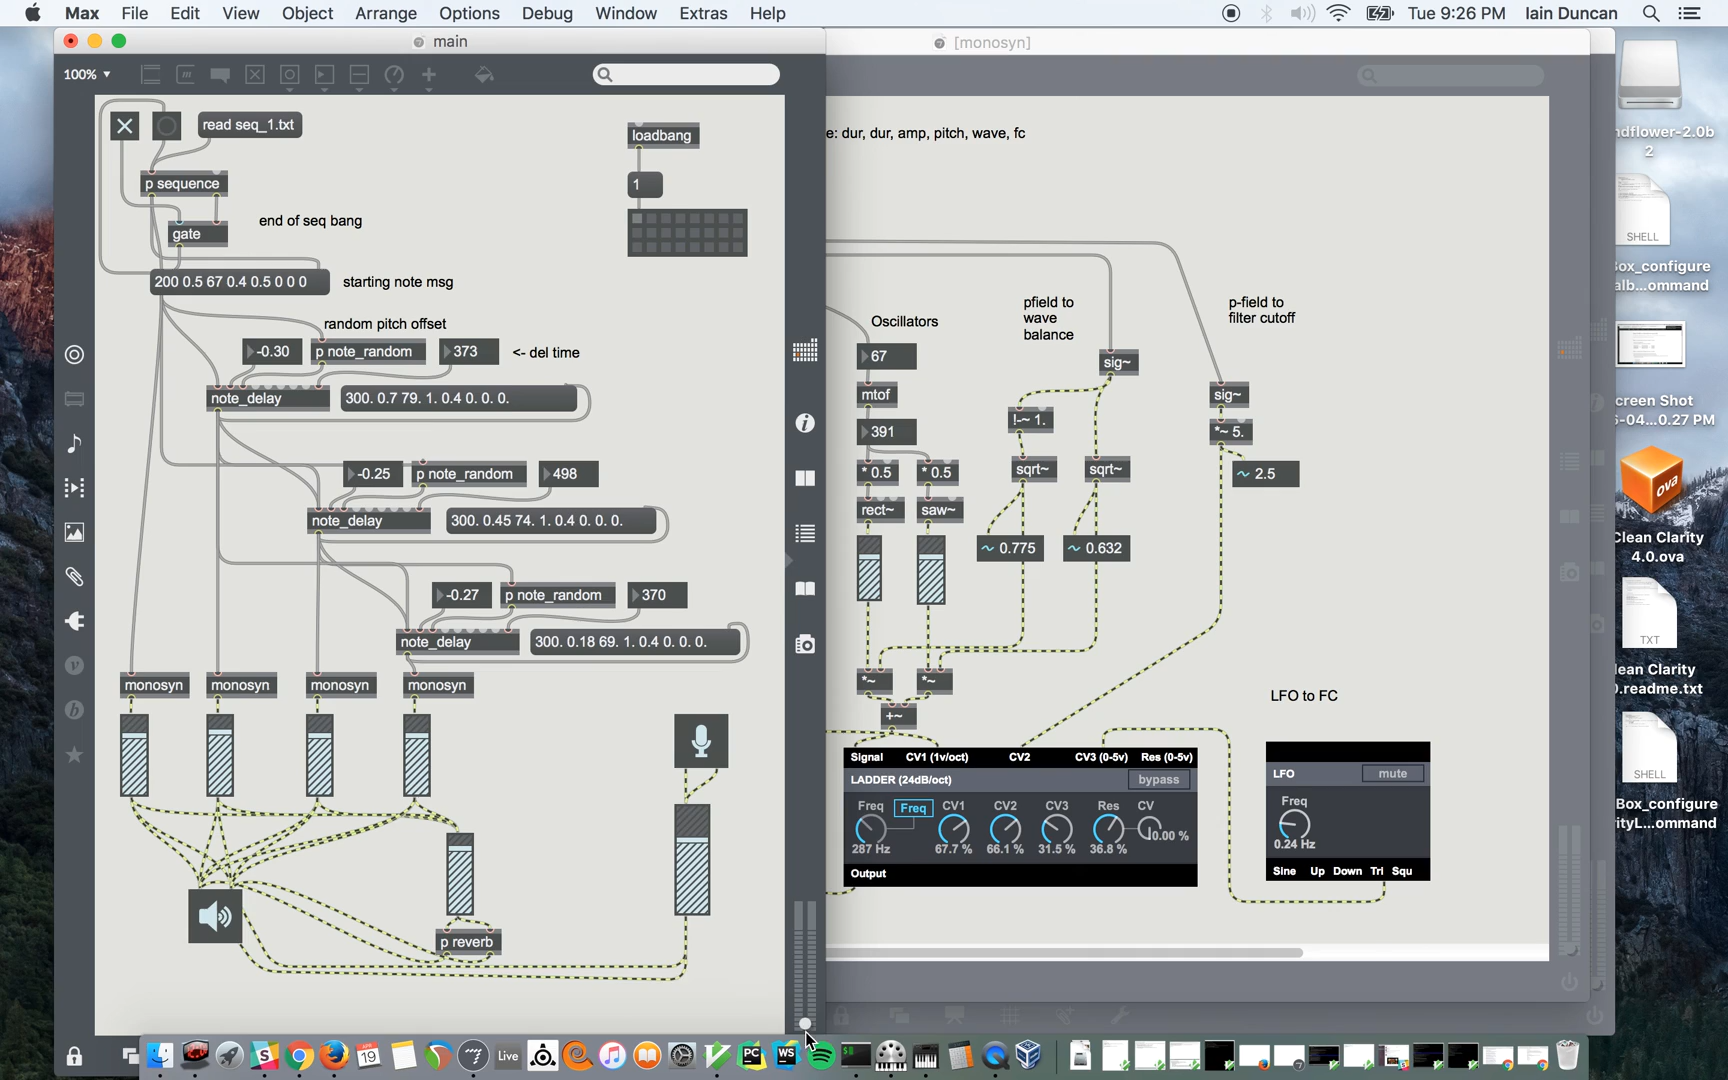 Max File Edit View Object Arrange Options Debug Window Extras Help
Tue 9:26 PM Iain Duncan
main
[monosyn]
100%
read seq_1.txt
p sequence
gate
end of seq bang
200 0.5 67 0.4 0.5 0 0 0
starting note msg
random pitch offset
-0.30
p note_random
373
<- del time
note_delay
300. 0.7 79. 1. 0.4 0. 0. 0.
-0.25
p note_random
498
note_delay
300. 0.45 74. 1. 0.4 0. 0. 0.
-0.27
p note_random
370
note_delay
300. 0.18 69. 1. 0.4 0. 0. 0.
monosyn
monosyn
monosyn
monosyn
p reverb
loadbang
1
e: dur, dur, amp, pitch, wave, fc
Oscillators
67
mtof
391
* 0.5
* 0.5
rect~
saw~
pfield to
wave
balance
sig~
!-~ 1.
sqrt~
sqrt~
~ 0.775
~ 0.632
p-field to
filter cutoff
sig~
*~ 5.
~ 2.5
*~
*~
+~
Signal CV1 (1v/oct) CV2 CV3 (0-5v) Res (0-5v)
LADDER (24dB/oct) bypass
Freq Freq CV1 CV2 CV3 Res CV
287 Hz 67.7 % 66.1 % 31.5 % 36.8 % 0.00 %
Output
LFO to FC
LFO mute
Freq
0.24 Hz
Sine Up Down Tri Squ
ndflower-2.0b
2
SHELL
Box_configure
alb...ommand
creen Shot
6-04...0.27 PM
ova
Clean Clarity
4.0.ova
TXT
lean Clarity
0.readme.txt
SHELL
Box_configure
rityL...ommand
APR
19
Live
PC
WS